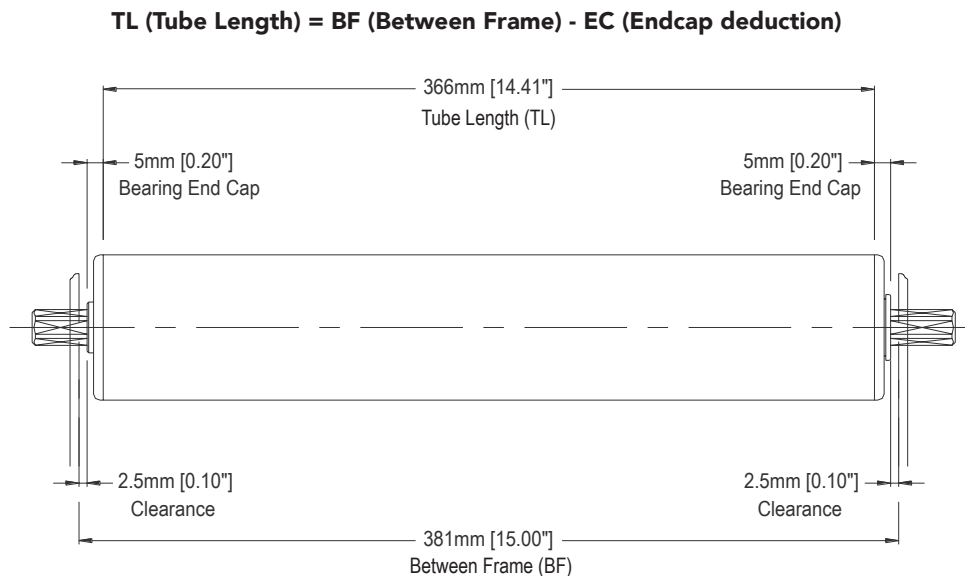 TL (Tube Length) = BF (Between Frame) - EC (Endcap deduction)
366mm [14.41"]
Tube Length (TL)
5mm [0.20"]
Bearing End Cap
5mm [0.20"]
Bearing End Cap
2.5mm [0.10"]
Clearance
2.5mm [0.10"]
Clearance
381mm [15.00"]
Between Frame (BF)